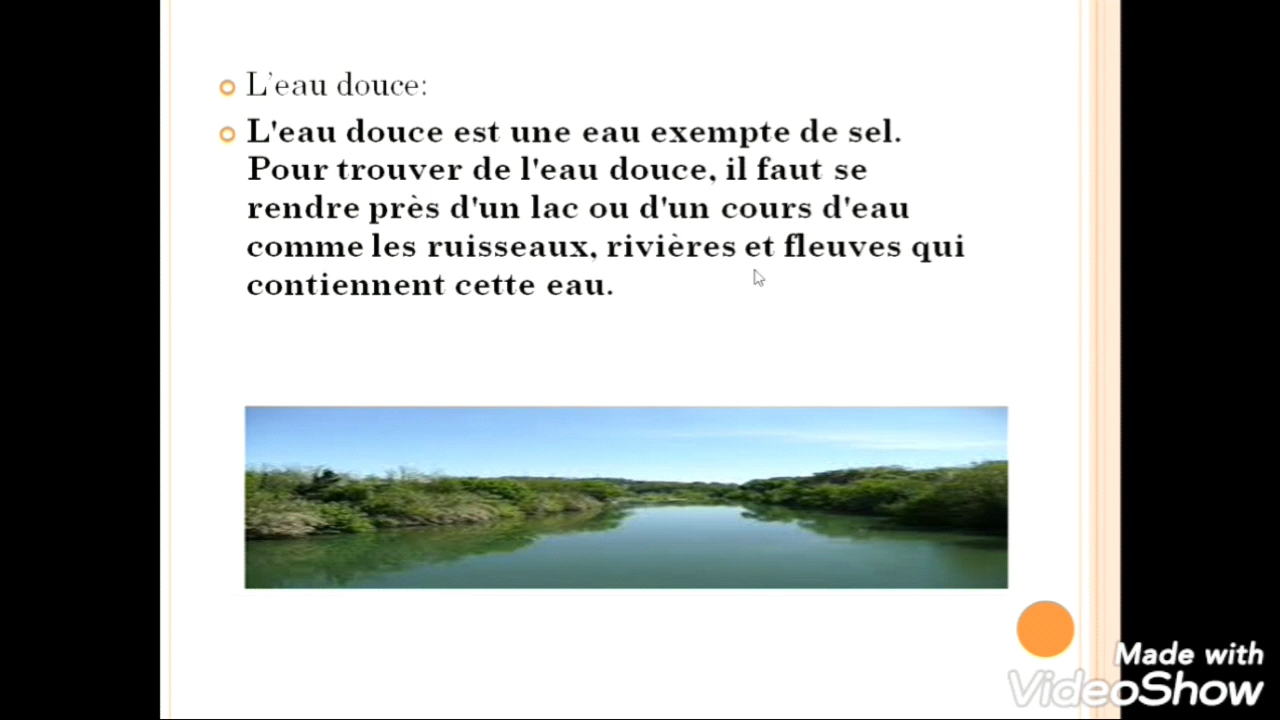 L’eau douce:
L'eau douce est une eau exempte de sel.
Pour trouver de l'eau douce, il faut se
rendre près d'un lac ou d'un cours d'eau
comme les ruisseaux, rivières et fleuves qui
contiennent cette eau.
Made with
VideoShow